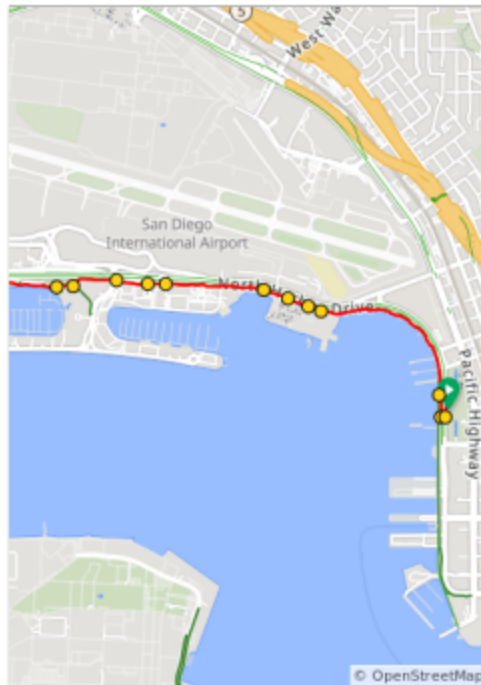 5
West Wa
San Diego
International Airport
North Drive
Pacific Highway
© OpenStreetMap